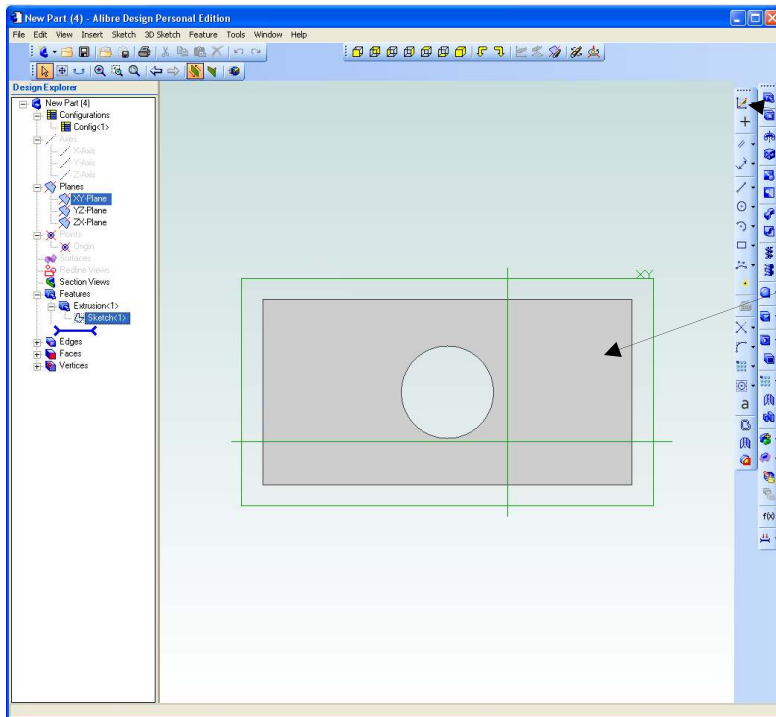 New Part (4) - Alibre Design Personal Edition
File Edit View Insert Sketch 3D Sketch Feature Tools Window Help
Design Explorer
New Part (4)
Configurations
Config<1>
Axes
X-Axis
Y-Axis
Z-Axis
Planes
XY-Plane
YZ-Plane
ZX-Plane
Points
Origin
Surfaces
Redline Views
Section Views
Features
Extrusion<1>
Sketch<1>
Edges
Faces
Vertices
XY
a
f(x)